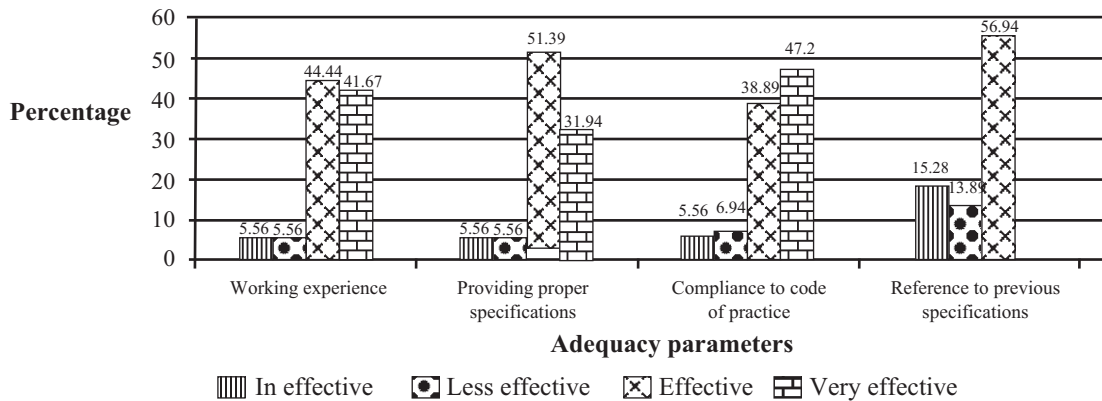 60
50
40
30
20
10
0
Percentage
5.56 5.56 44.44 41.67
5.56 5.56 51.39 31.94
5.56 6.94 38.89 47.2
15.28 13.89 56.94
Working experience
Providing proper
specifications
Compliance to code
of practice
Reference to previous
specifications
Adequacy parameters
In effective Less effective Effective Very effective